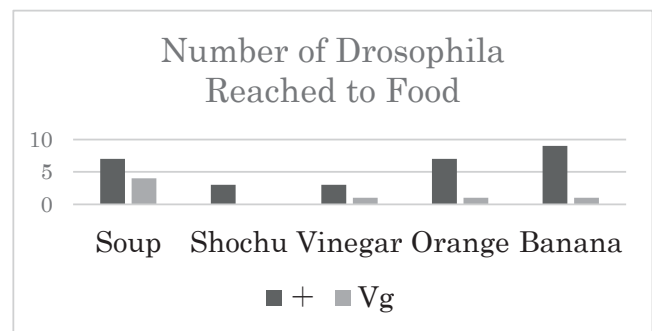 Number of Drosophila
Reached to Food
10
5
0
Soup Shochu Vinegar Orange Banana
+ Vg